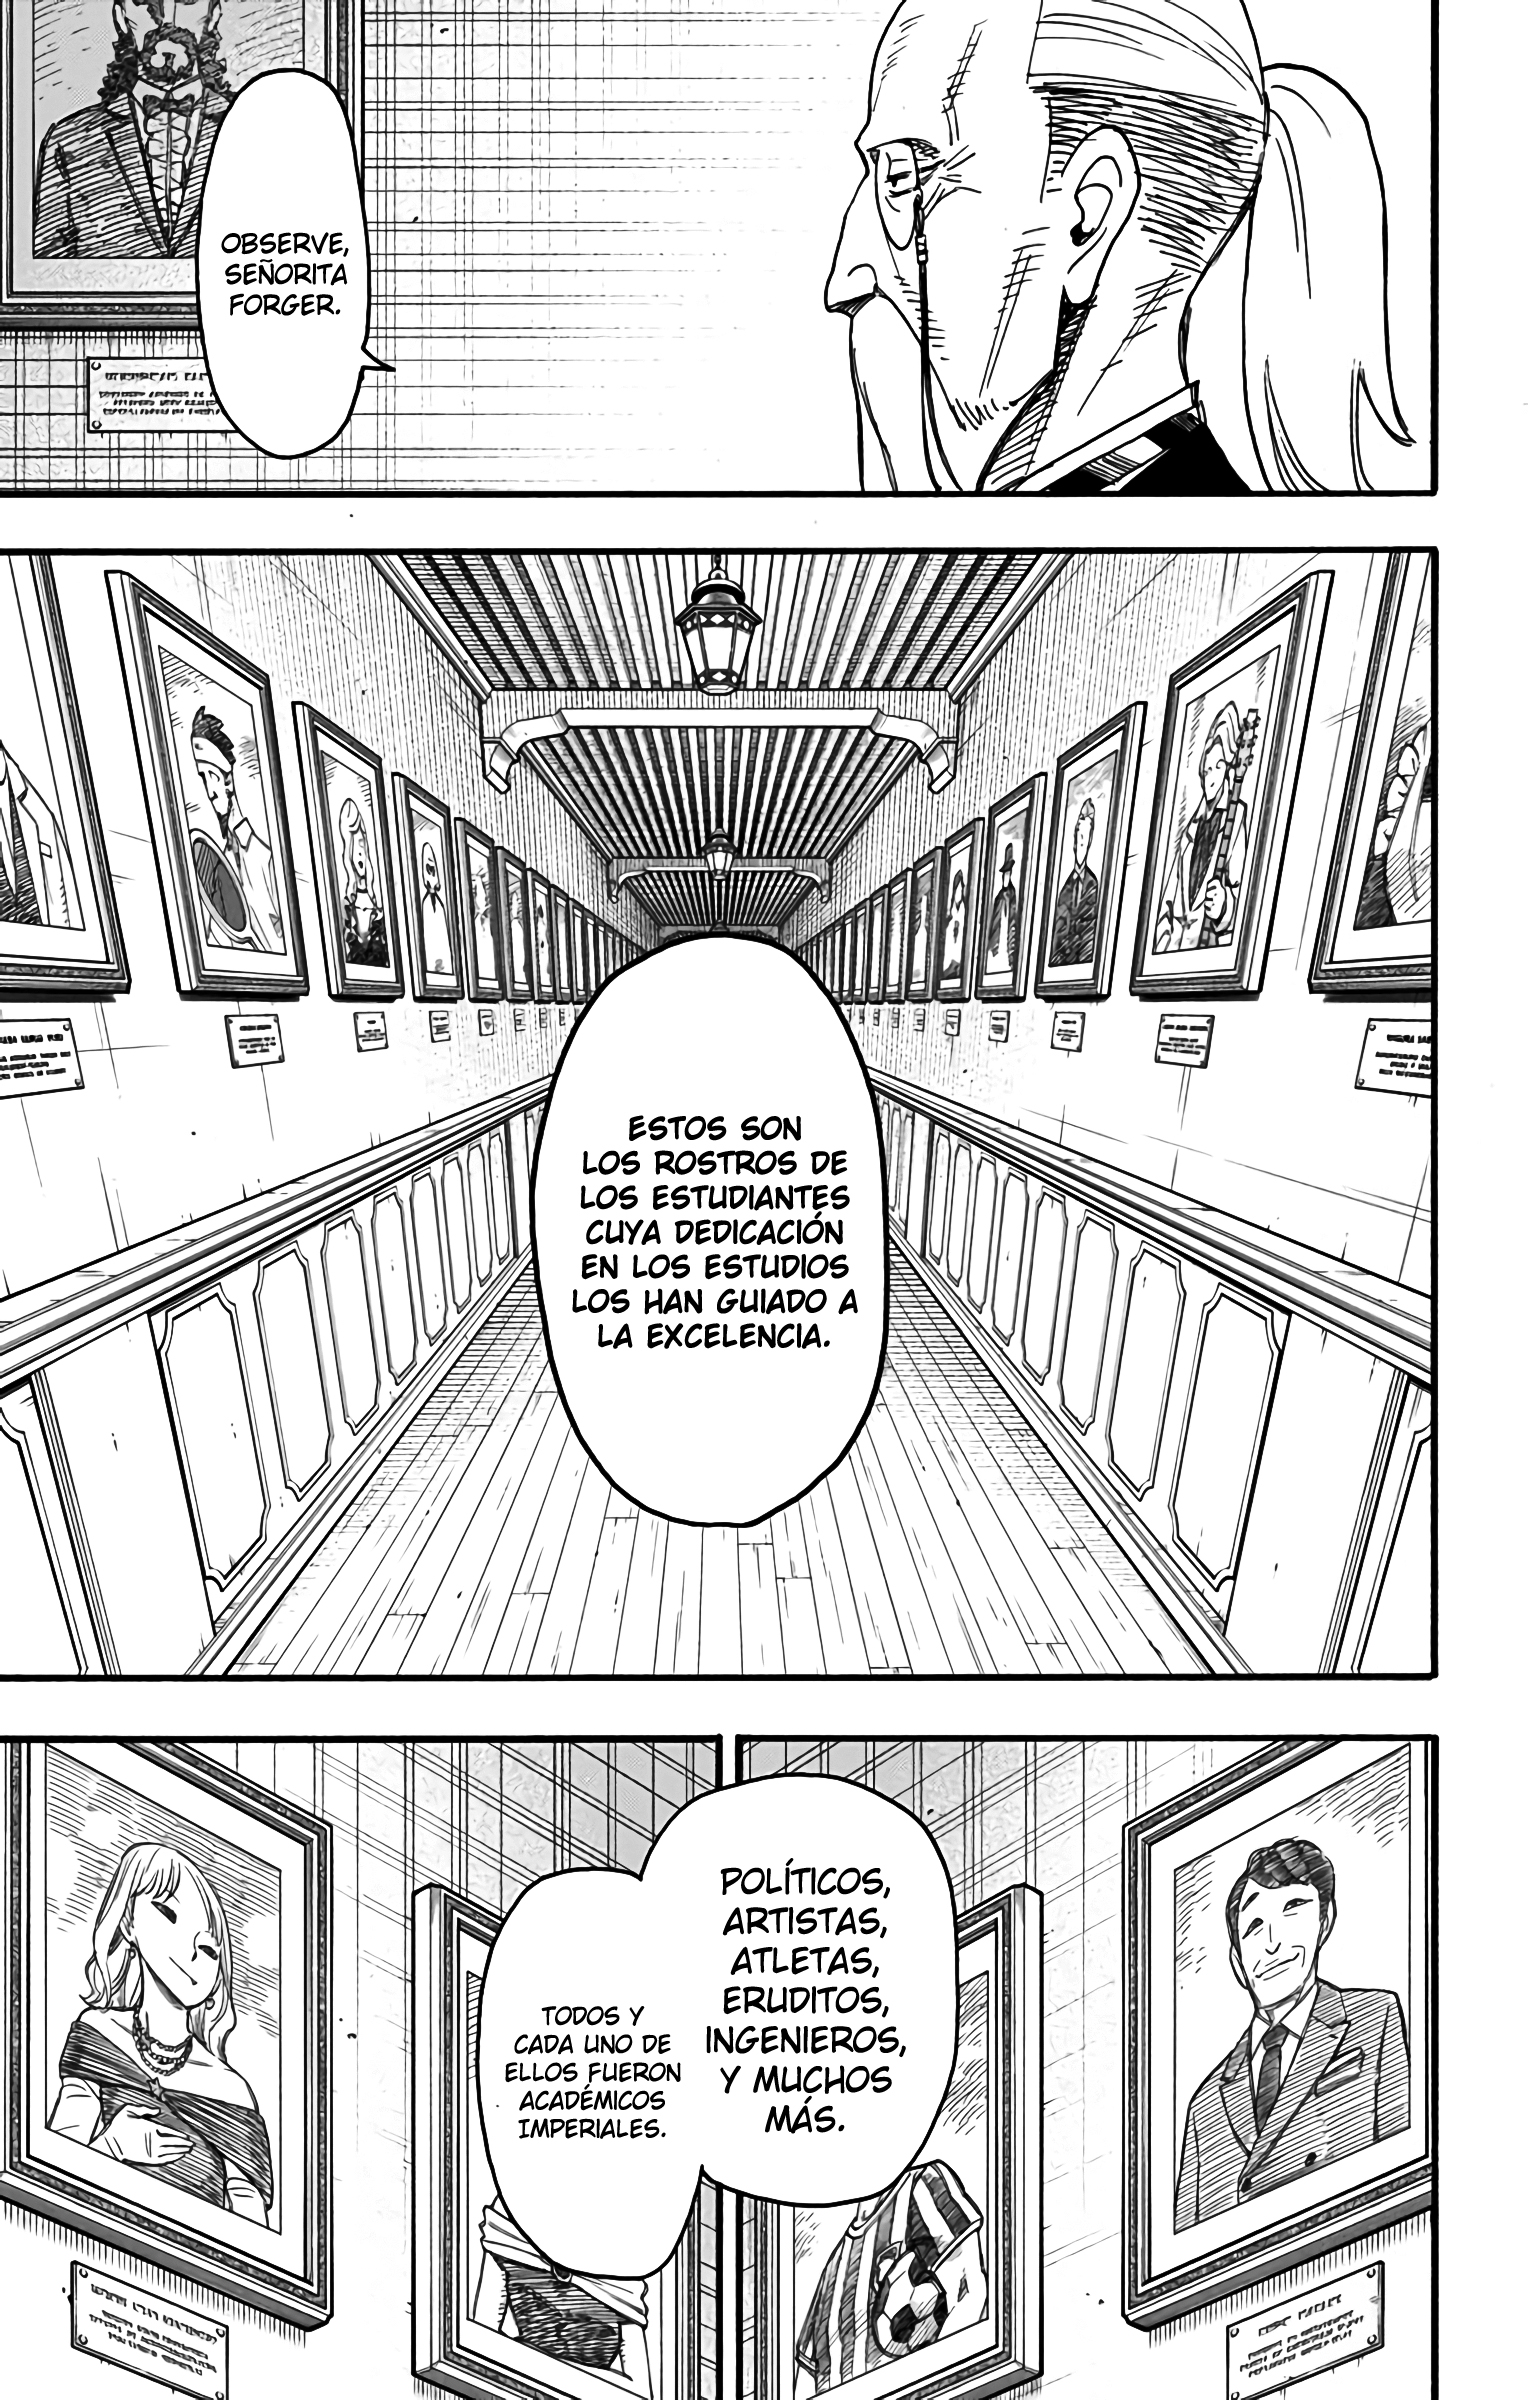 OBSERVE,
SEÑORITA
FORGER.
ESTOS SON
LOS ROSTROS DE
LOS ESTUDIANTES
CUYA DEDICACIÓN
EN LOS ESTUDIOS
LOS HAN GUIADO A
LA EXCELENCIA.
POLÍTICOS,
ARTISTAS,
ATLETAS,
ERUDITOS,
INGENIEROS,
Y MUCHOS
MÁS.
TODOS Y
CADA UNO DE
ELLOS FUERON
ACADÉMICOS
IMPERIALES.